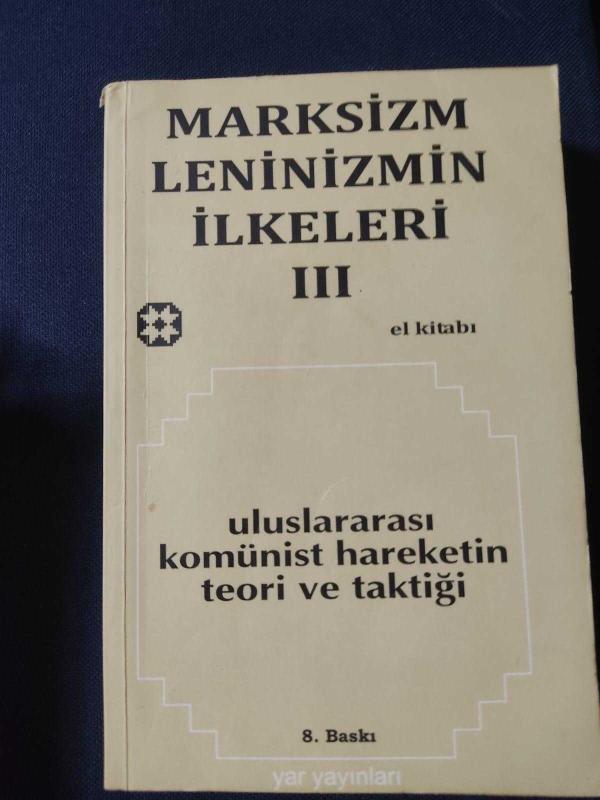 MARKSİZM
LENİNİZMİN
İLKELERİ
III
el kitabı
uluslararası
komünist hareketin
teori ve taktiği
8. Baskı
yar yayınları